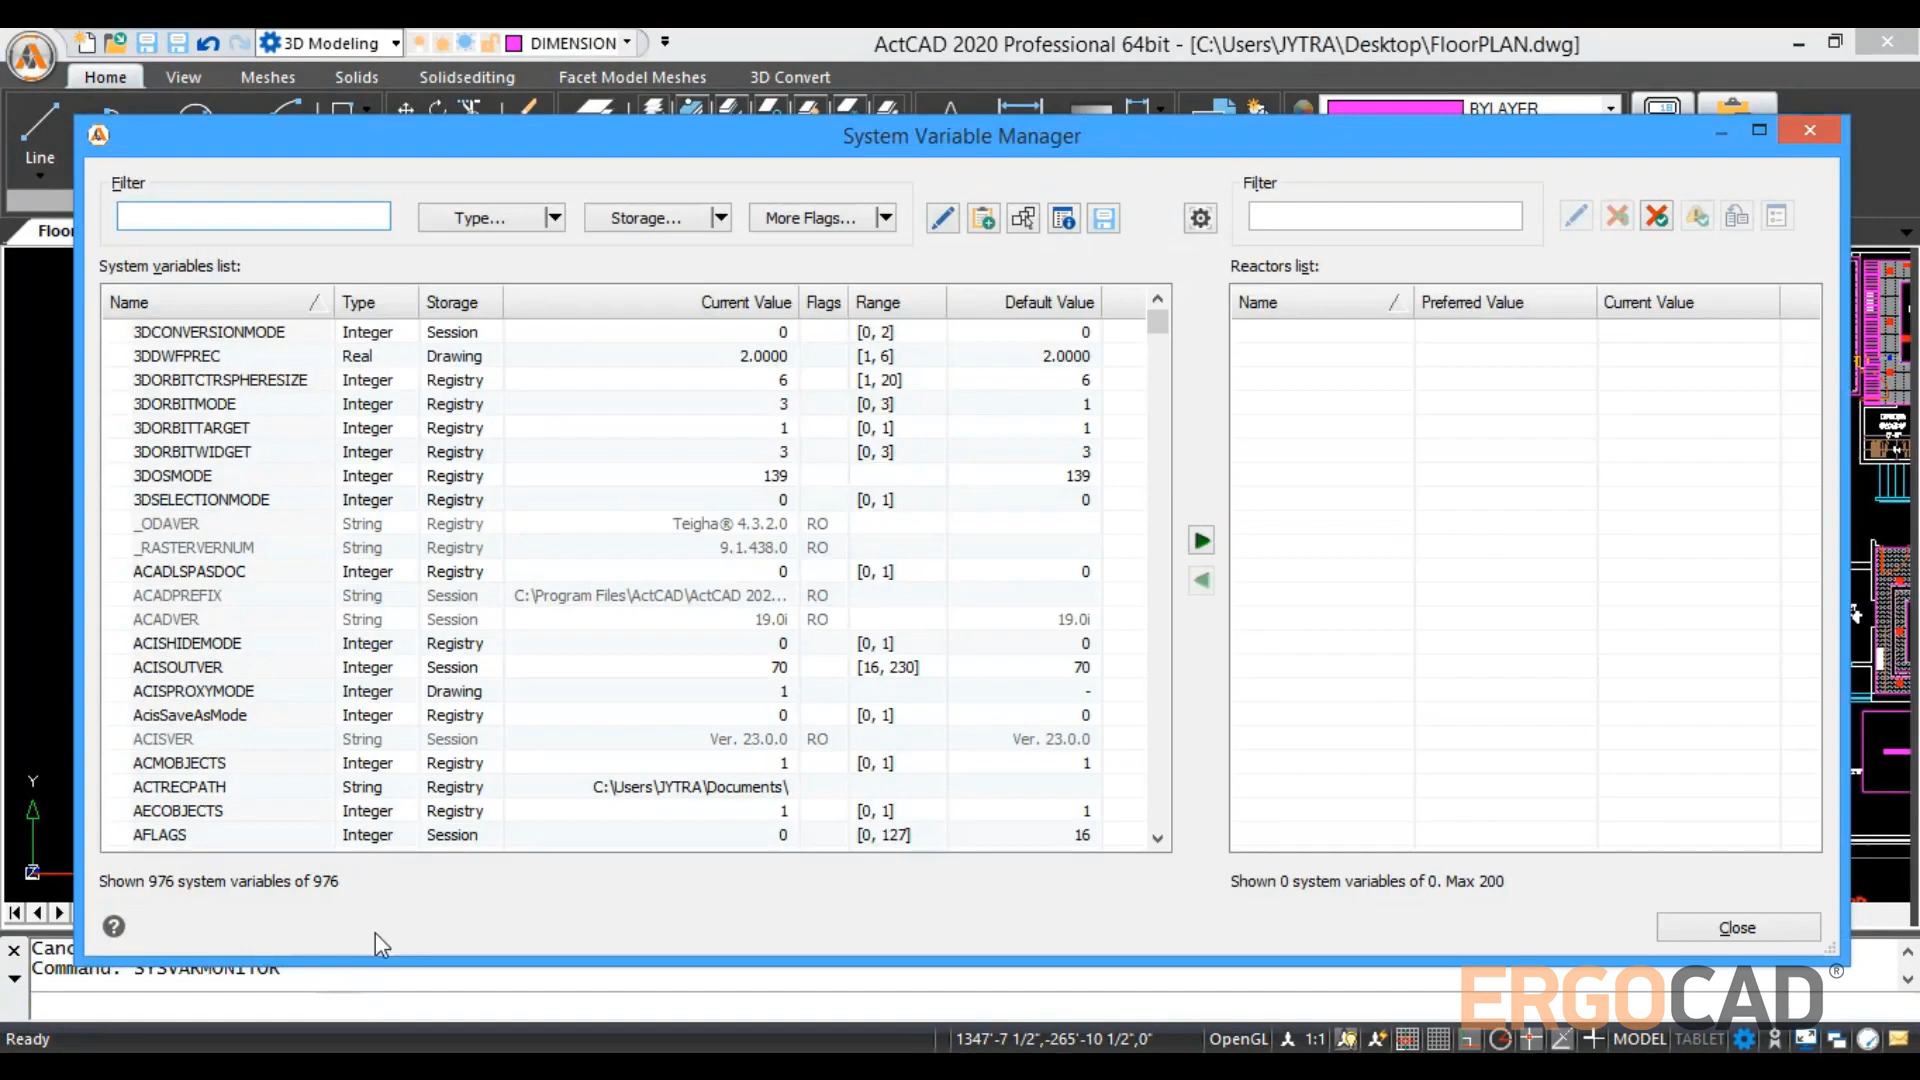 3D Modeling
DIMENSION
ActCAD 2020 Professional 64bit - [C:\Users\JYTRA\Desktop\FloorPLAN.dwg]
Home View Meshes Solids Solidsediting Facet Model Meshes 3D Convert
BYLAYER
Line
System Variable Manager
Filter
Type... Storage... More Flags...
Filter
System variables list:
Reactors list:
Name Type Storage Current Value Flags Range Default Value
Name Preferred Value Current Value
3DCONVERSIONMODE Integer Session 0 [0, 2] 0
3DDWFPREC Real Drawing 2.0000 [1, 6] 2.0000
3DORBITCTRSPHERESIZE Integer Registry 6 [1, 20] 6
3DORBITMODE Integer Registry 3 [0, 3] 1
3DORBITTARGET Integer Registry 1 [0, 1] 1
3DORBITWIDGET Integer Registry 3 [0, 3] 3
3DOSMODE Integer Registry 139 139
3DSELECTIONMODE Integer Registry 0 [0, 1] 0
_ODAVER String Registry Teigha® 4.3.2.0 RO
_RASTERVERNUM String Registry 9.1.438.0 RO
ACADLSPASDOC Integer Registry 0 [0, 1] 0
ACADPREFIX String Session C:\Program Files\ActCAD\ActCAD 202... RO
ACADVER String Session 19.0i RO 19.0i
ACISHIDEMODE Integer Registry 0 [0, 1] 0
ACISOUTVER Integer Session 70 [16, 230] 70
ACISPROXYMODE Integer Drawing 1 -
AcisSaveAsMode Integer Registry 0 [0, 1] 0
ACISVER String Session Ver. 23.0.0 RO Ver. 23.0.0
ACMOBJECTS Integer Registry 1 [0, 1] 1
ACTRECPATH String Registry C:\Users\JYTRA\Documents\
AECOBJECTS Integer Registry 1 [0, 1] 1
AFLAGS Integer Session 0 [0, 127] 16
Shown 976 system variables of 976
Shown 0 system variables of 0. Max 200
Close
Floor
Y
Z
Canc
Command: SYSVARMONITOR
ERGOCAD®
Ready
1347'-7 1/2",-265'-10 1/2",0"
OpenGL
1:1
MODEL
TABLET